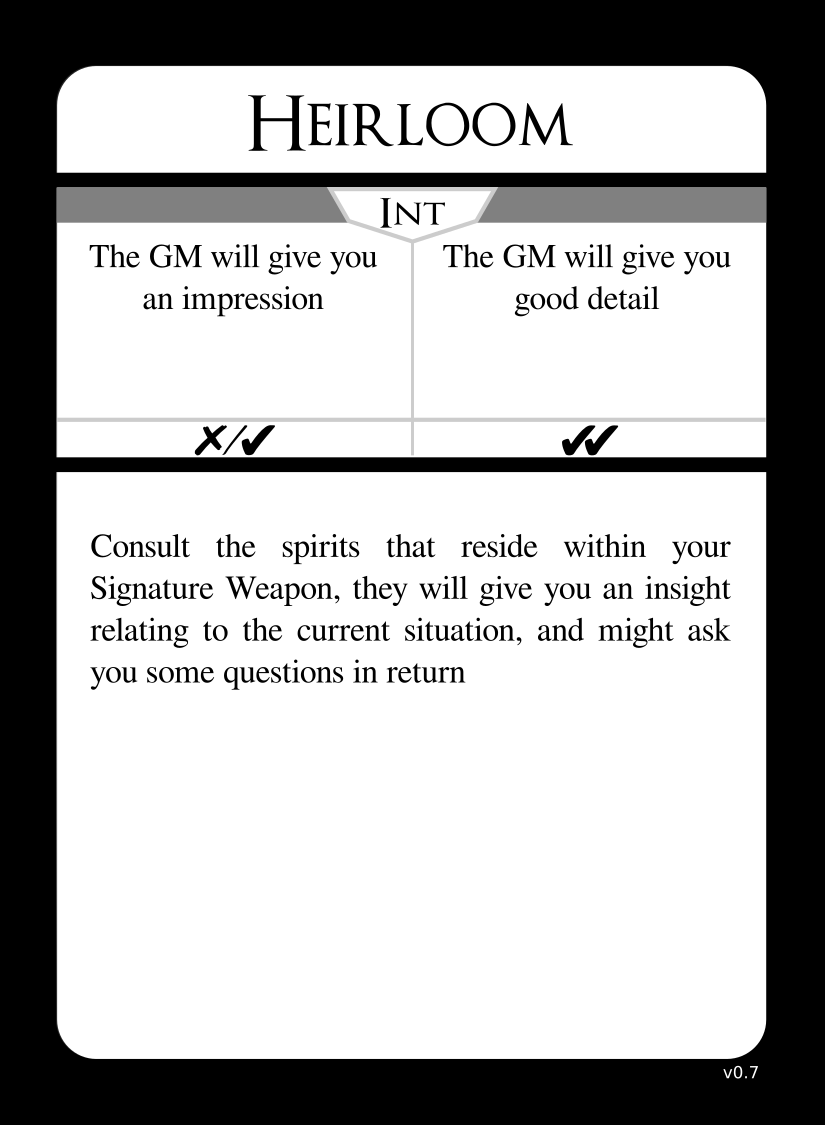 Heirloom
Int
The GM will give you
an impression
The GM will give you
good detail
✗/✔
✔✔
Consult the spirits that reside within your
Signature Weapon, they will give you an insight
relating to the current situation, and might ask
you some questions in return
v0.7